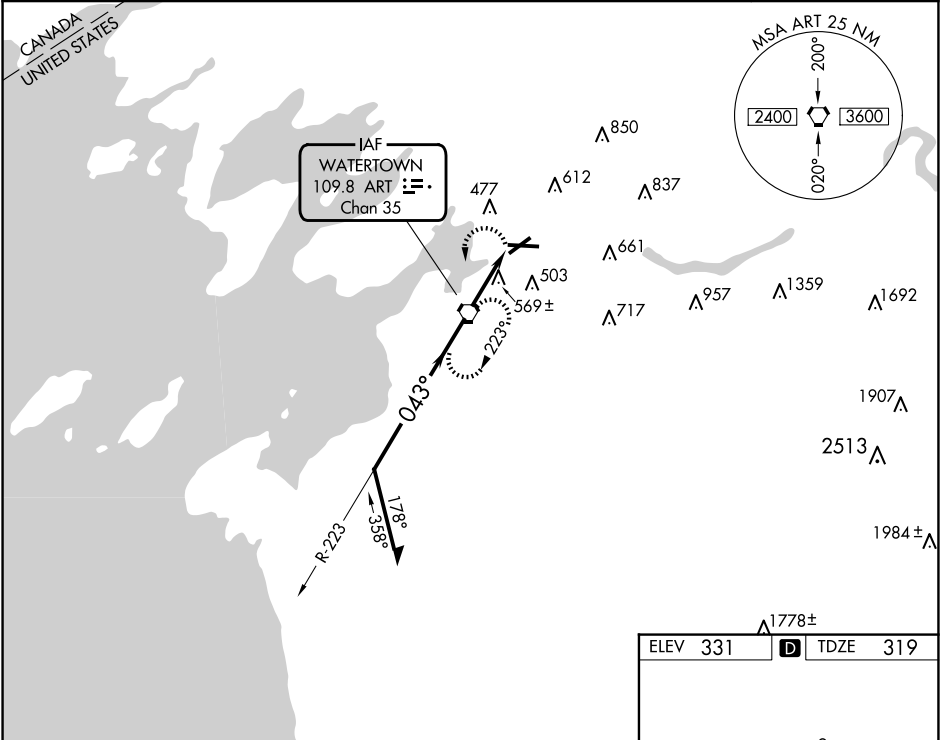 CANADA
UNITED STATES
MSA ART 25 NM
200°
2400
3600
020°
IAF
WATERTOWN
109.8 ART
Chan 35
850
612
837
477
661
503
569 ±
717
957
1359
1692
223°
043°
1907
2513
178°
358°
R-223
1984 ±
1778 ±
ELEV 331 D TDZE 319